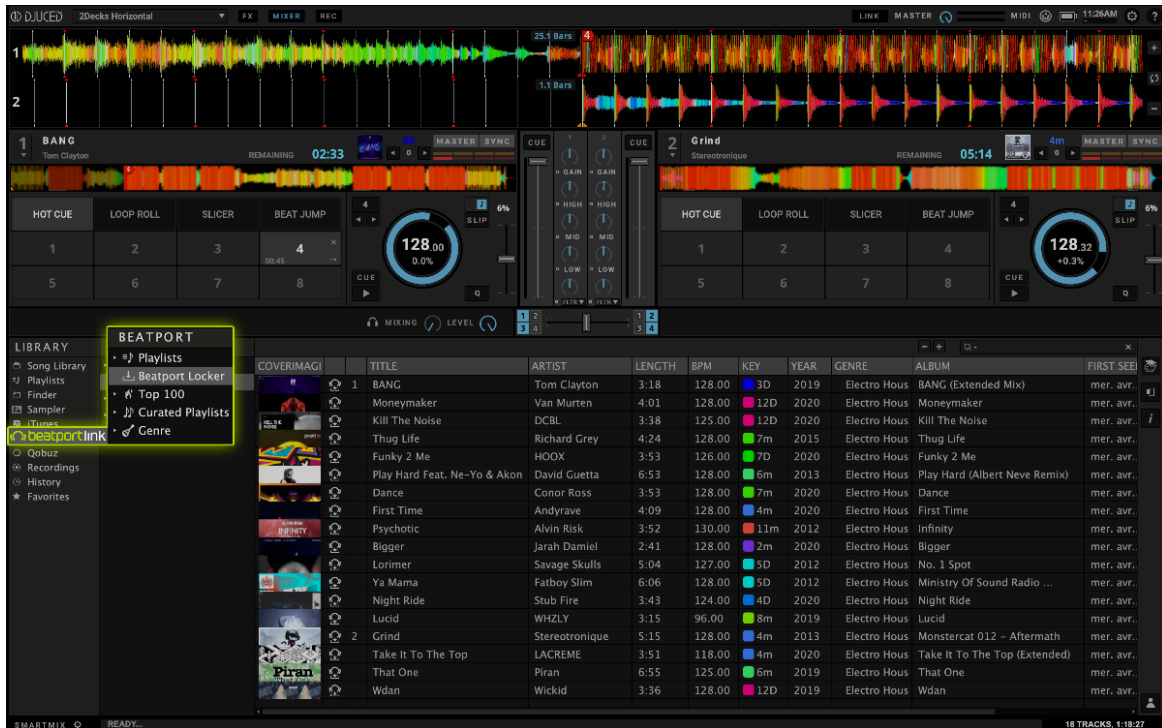 DJUCED 2Decks Horizontal FX MIXER REC LINK MASTER MIDI 11:26AM ?
1 25.1 Bars 4
2 1.1 Bars
1 BANG
Tom Clayton REMAINING 02:33 0 MASTER SYNC
CUE 1 2 CUE
2 Grind
Stereotronique REMAINING 05:14 4m 0 MASTER SYNC
HOT CUE LOOP ROLL SLICER BEAT JUMP
1 2 3 4
00:45
5 6 7 8
4 SLIP 6%
128.00
0.0%
CUE Q
GAIN GAIN
HIGH HIGH
MID MID
LOW LOW
FLTR FLTR
HOT CUE LOOP ROLL SLICER BEAT JUMP
1 2 3 4
5 6 7 8
4 SLIP 6%
128.32
+0.3%
CUE Q
MIXING LEVEL 1 2 3 4 1 2 3 4
LIBRARY
Song Library
Playlists
Finder
Sampler
iTunes
beatportlink
Qobuz
Recordings
History
Favorites
BEATPORT
Playlists
Beatport Locker
Top 100
Curated Playlists
Genre
COVERIMAGI TITLE ARTIST LENGTH BPM KEY YEAR GENRE ALBUM FIRST SEE
1 BANG Tom Clayton 3:18 128.00 3D 2019 Electro Hous BANG (Extended Mix) mer. avr.
Moneymaker Van Murten 4:01 128.00 12D 2020 Electro Hous Moneymaker mer. avr.
Kill The Noise DCBL 3:38 125.00 12D 2020 Electro Hous Kill The Noise mer. avr.
Thug Life Richard Grey 4:24 128.00 7m 2015 Electro Hous Thug Life mer. avr.
Funky 2 Me HOOX 3:53 126.00 7D 2020 Electro Hous Funky 2 Me mer. avr.
Play Hard Feat. Ne-Yo & Akon David Guetta 6:53 128.00 6m 2013 Electro Hous Play Hard (Albert Neve Remix) mer. avr.
Dance Conor Ross 3:53 128.00 7m 2020 Electro Hous Dance mer. avr.
First Time Andyrave 4:09 128.00 4m 2020 Electro Hous First Time mer. avr.
Psychotic Alvin Risk 3:52 130.00 11m 2012 Electro Hous Infinity mer. avr.
Bigger Jarah Damiel 2:41 128.00 2m 2020 Electro Hous Bigger mer. avr.
Lorimer Savage Skulls 5:04 127.00 5D 2012 Electro Hous No. 1 Spot mer. avr.
Ya Mama Fatboy Slim 6:06 128.00 5D 2012 Electro Hous Ministry Of Sound Radio ... mer. avr.
Night Ride Stub Fire 3:43 124.00 4D 2020 Electro Hous Night Ride mer. avr.
Lucid WHZLY 3:15 96.00 8m 2019 Electro Hous Lucid mer. avr.
2 Grind Stereotronique 5:15 128.00 4m 2013 Electro Hous Monstercat 012 – Aftermath mer. avr.
Take It To The Top LACREME 3:51 118.00 4m 2020 Electro Hous Take It To The Top (Extended) mer. avr.
That One Piran 6:55 125.00 6m 2019 Electro Hous That One mer. avr.
Wdan Wickid 3:36 128.00 12D 2019 Electro Hous Wdan mer. avr.
INFINITY
Piran
SMARTMIX READY... 18 TRACKS, 1:18:27